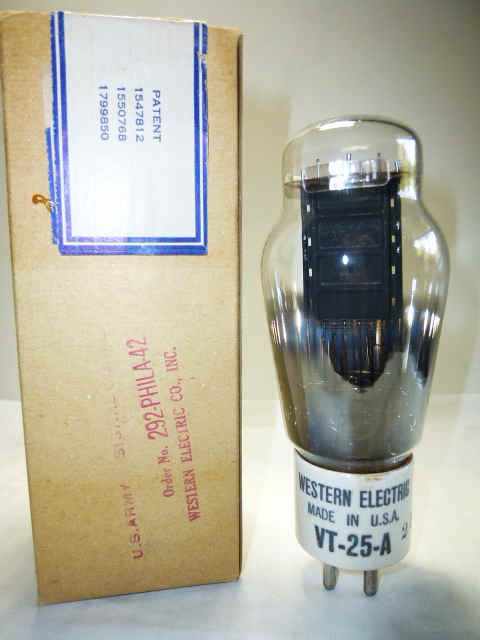 PATENT
1547812
1550768
1799850
U.S. ARMY
Order No. 292-PHILA-42
WESTERN ELECTRIC CO., INC.
WESTERN ELECTRIC
MADE IN U.S.A.
VT-25-A
2